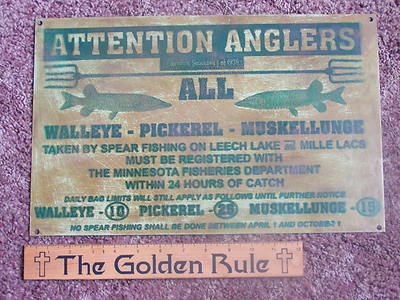 ATTENTION ANGLERS
ALL
WALLEYE - PICKEREL - MUSKELLUNGE
TAKEN BY SPEAR FISHING ON LEECH LAKE MILLE LACS
MUST BE REGISTERED WITH
THE MINNESOTA FISHERIES DEPARTMENT
WITHIN 24 HOURS OF CATCH
DAILY BAG LIMITS WILL STILL APPLY AS FOLLOWS UNTIL FURTHER NOTICE
WALLEYE - 10 PICKEREL - 25 MUSKELLUNGE - 15
NO SPEAR FISHING SHALL BE DONE BETWEEN APRIL 1 AND OCTOBER 1
The Golden Rule